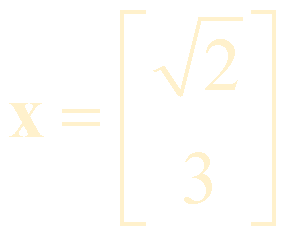 x = [ √2
3 ]